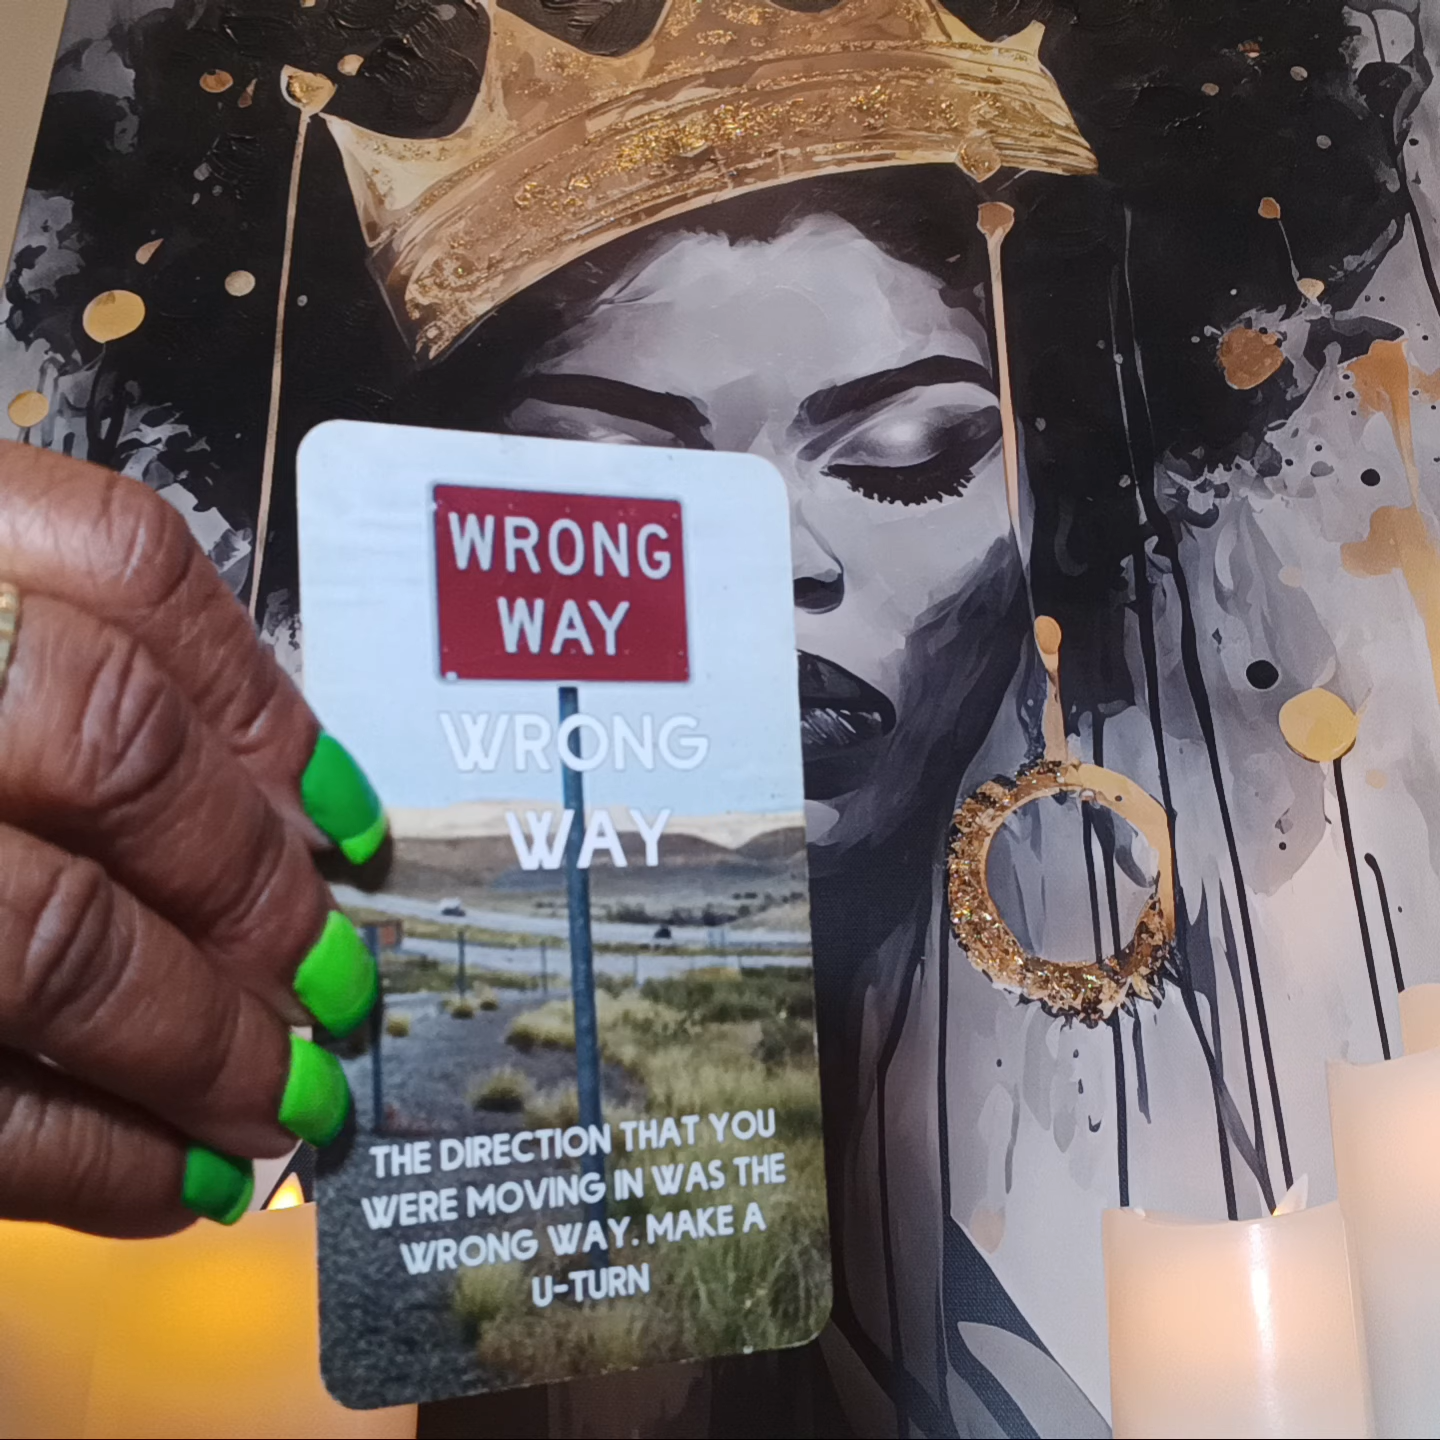 WRONG
WAY
WRONG
WAY
THE DIRECTION THAT YOU
WERE MOVING IN WAS THE
WRONG WAY. MAKE A
U-TURN